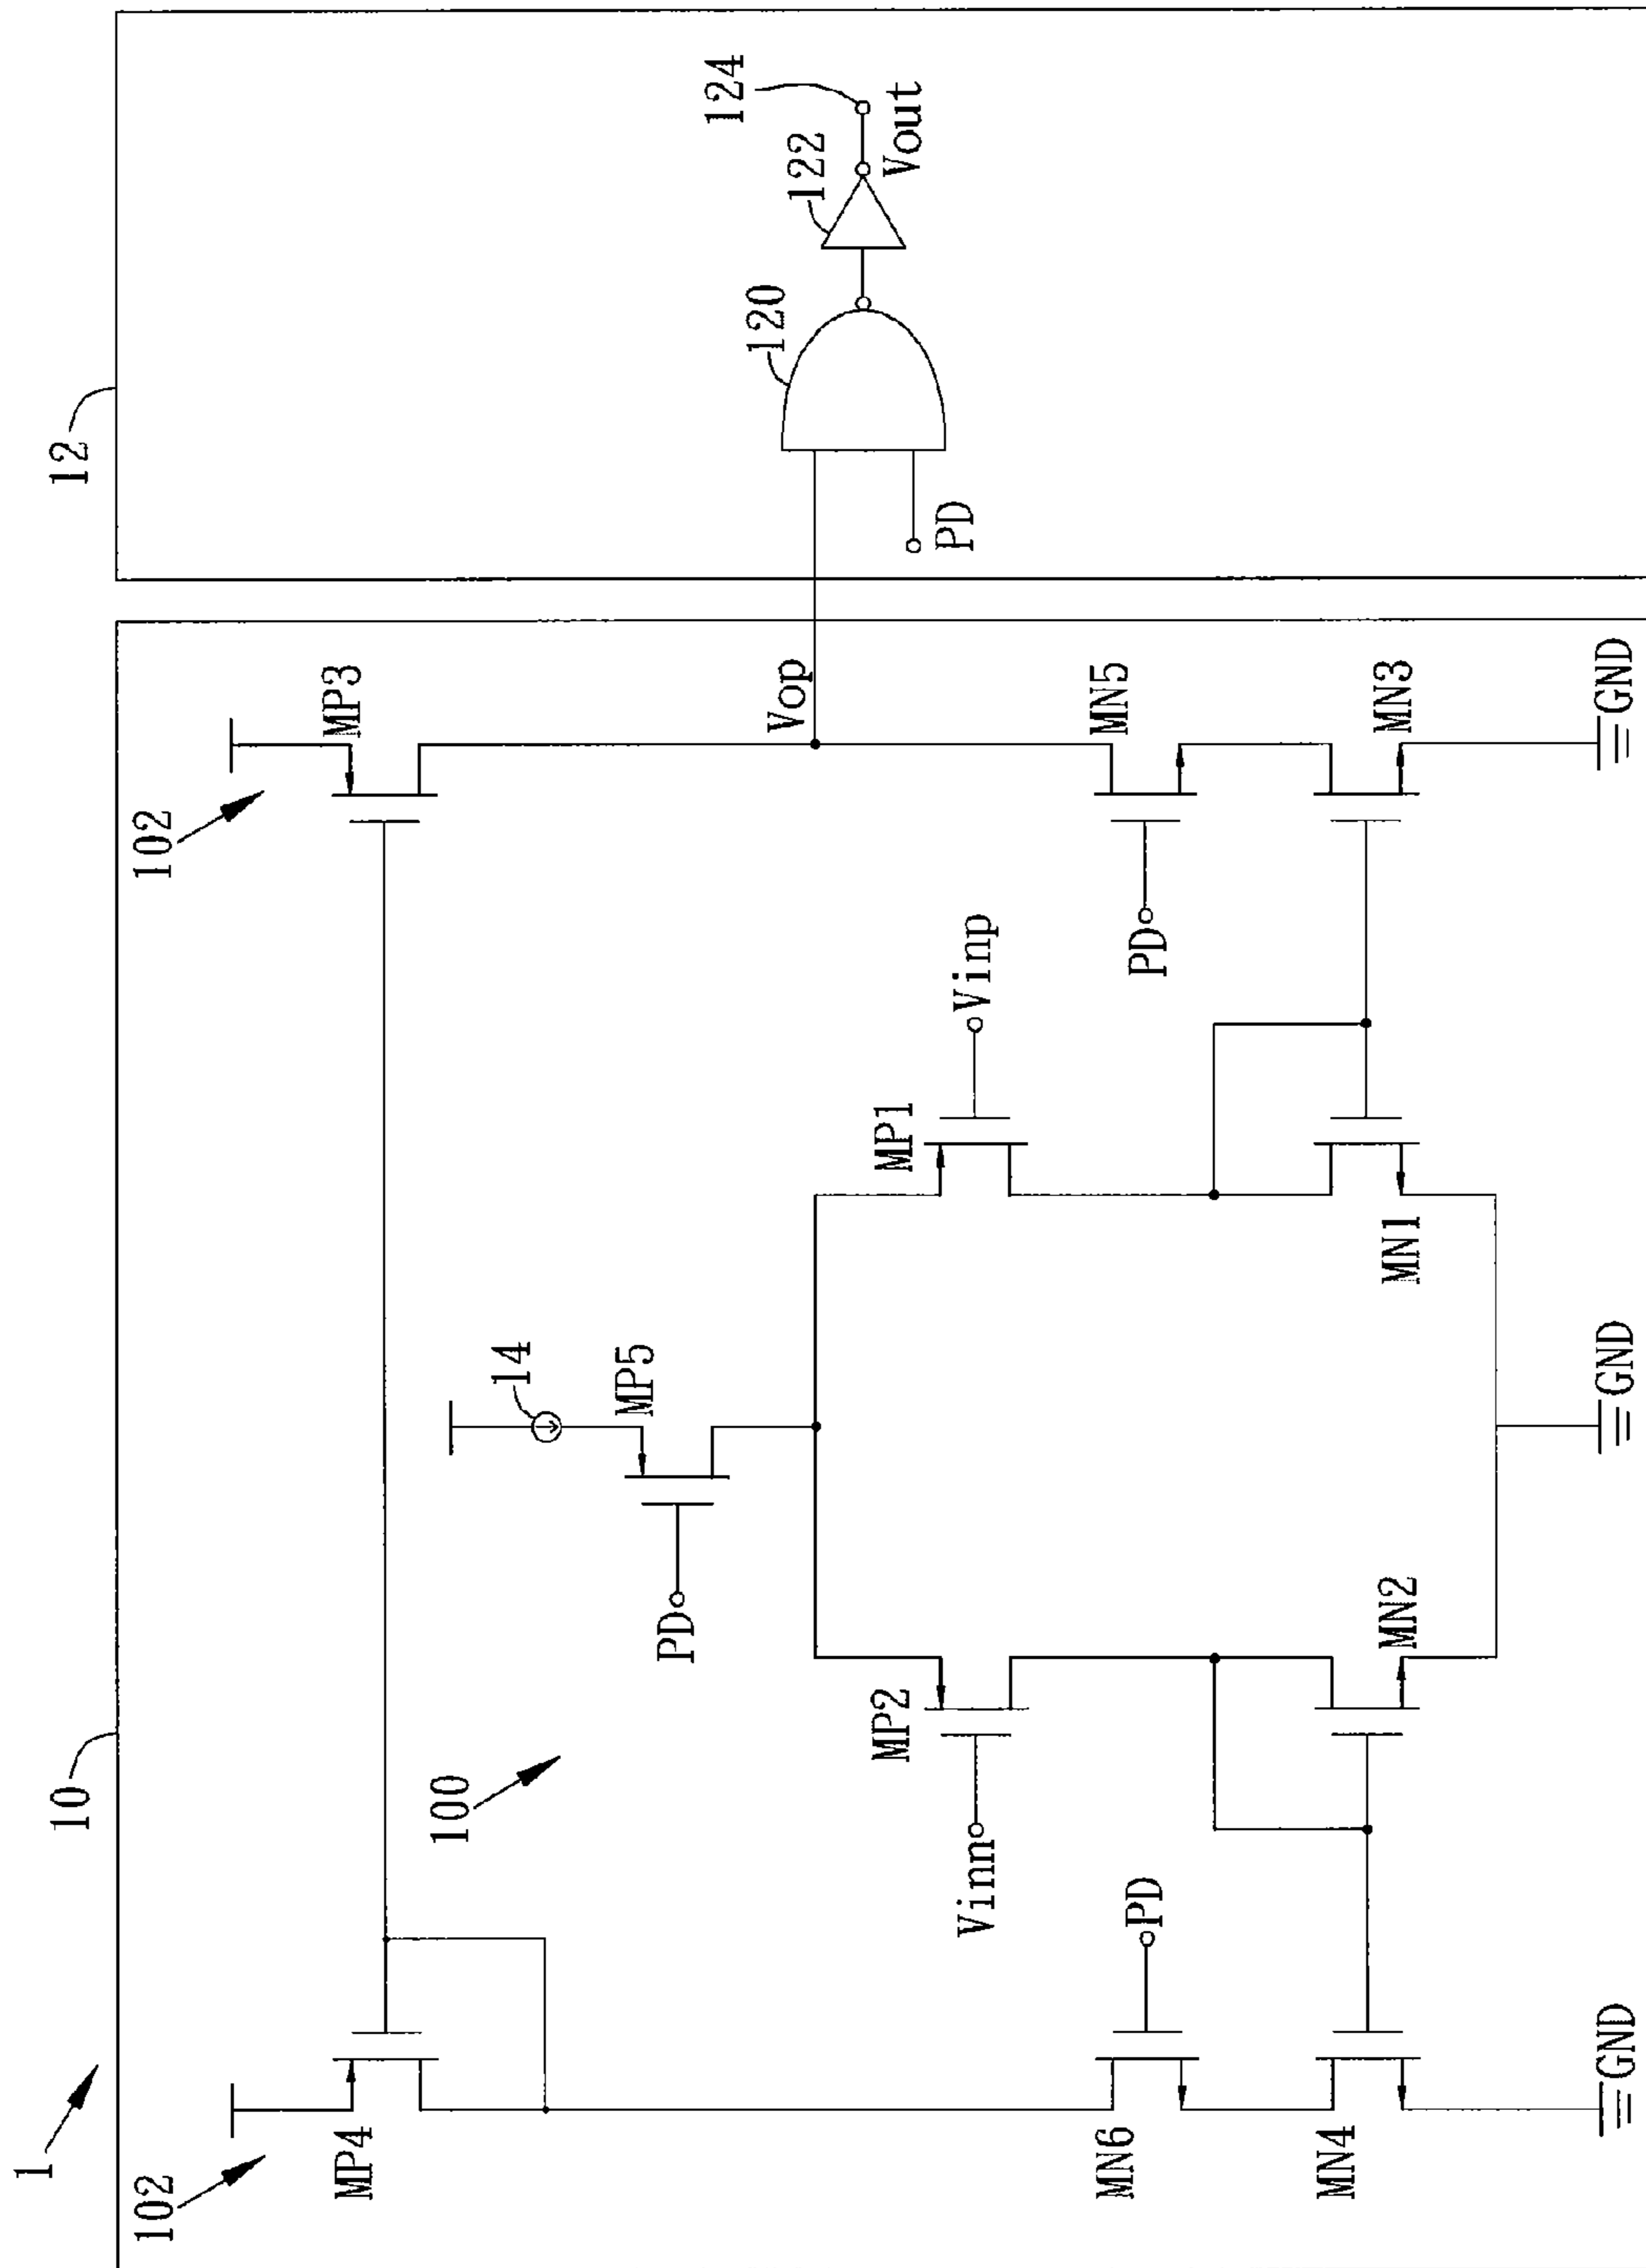 1
10
12
102
MP4
102
MP3
14
MP5
PD
100
MP2
Vinn
MP1
Vinp
Vop
PD
120
122
124
Vout
MN6
PD
MN5
PD
MN4
MN2
MN1
MN3
GND
GND
GND